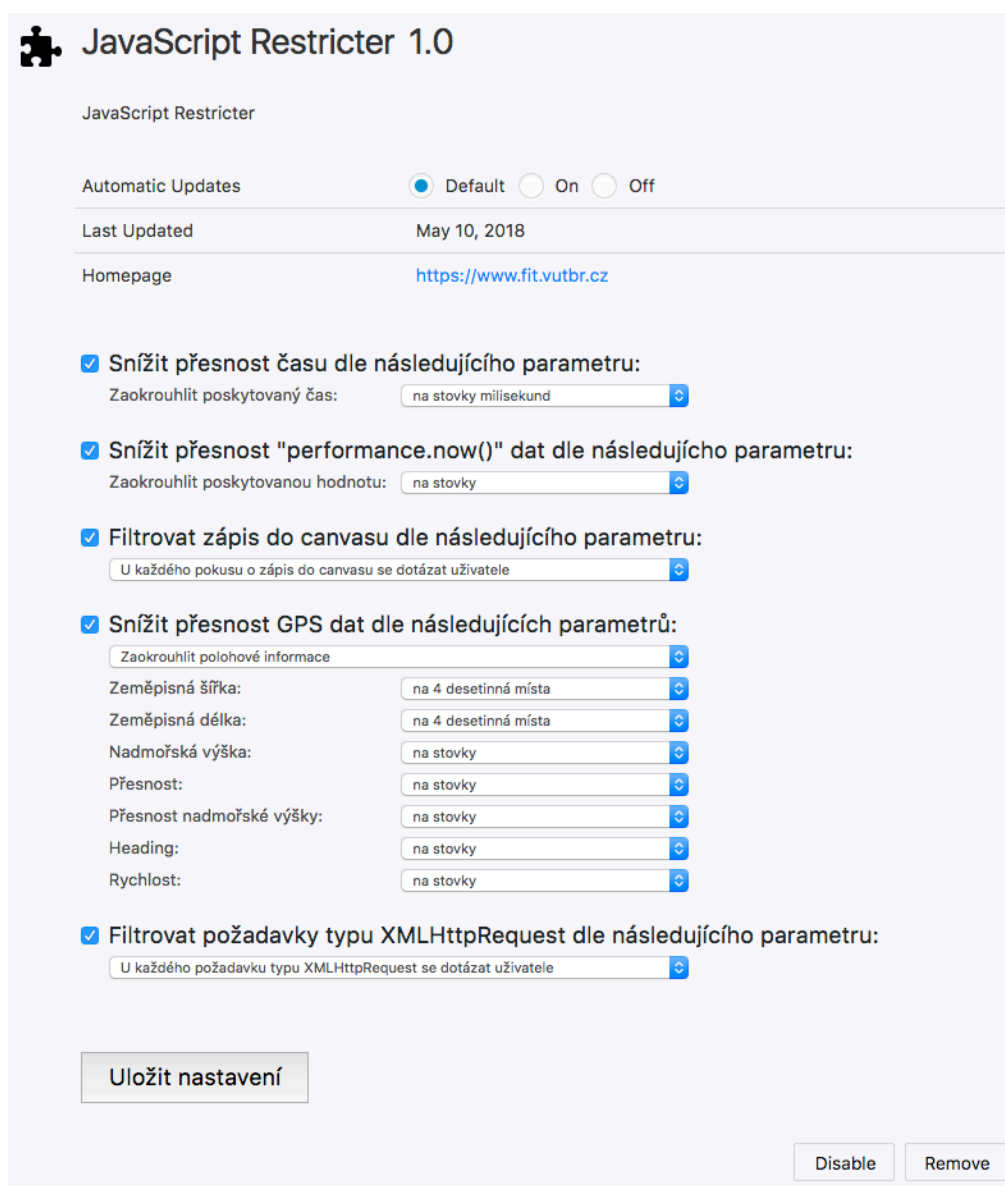 JavaScript Restricter 1.0
JavaScript Restricter
Automatic Updates Default On Off
Last Updated May 10, 2018
Homepage https://www.fit.vutbr.cz
Snížit přesnost času dle následujícího parametru:
Zaokrouhlit poskytovaný čas: na stovky milisekund
Snížit přesnost "performance.now()" dat dle následujícho parametru:
Zaokrouhlit poskytovanou hodnotu: na stovky
Filtrovat zápis do canvasu dle následujícího parametru:
U každého pokusu o zápis do canvasu se dotázat uživatele
Snížit přesnost GPS dat dle následujících parametrů:
Zaokrouhlit polohové informace
Zeměpisná šířka: na 4 desetinná místa
Zeměpisná délka: na 4 desetinná místa
Nadmořská výška: na stovky
Přesnost: na stovky
Přesnost nadmořské výšky: na stovky
Heading: na stovky
Rychlost: na stovky
Filtrovat požadavky typu XMLHttpRequest dle následujícího parametru:
U každého požadavku typu XMLHttpRequest se dotázat uživatele
Uložit nastavení
Disable Remove